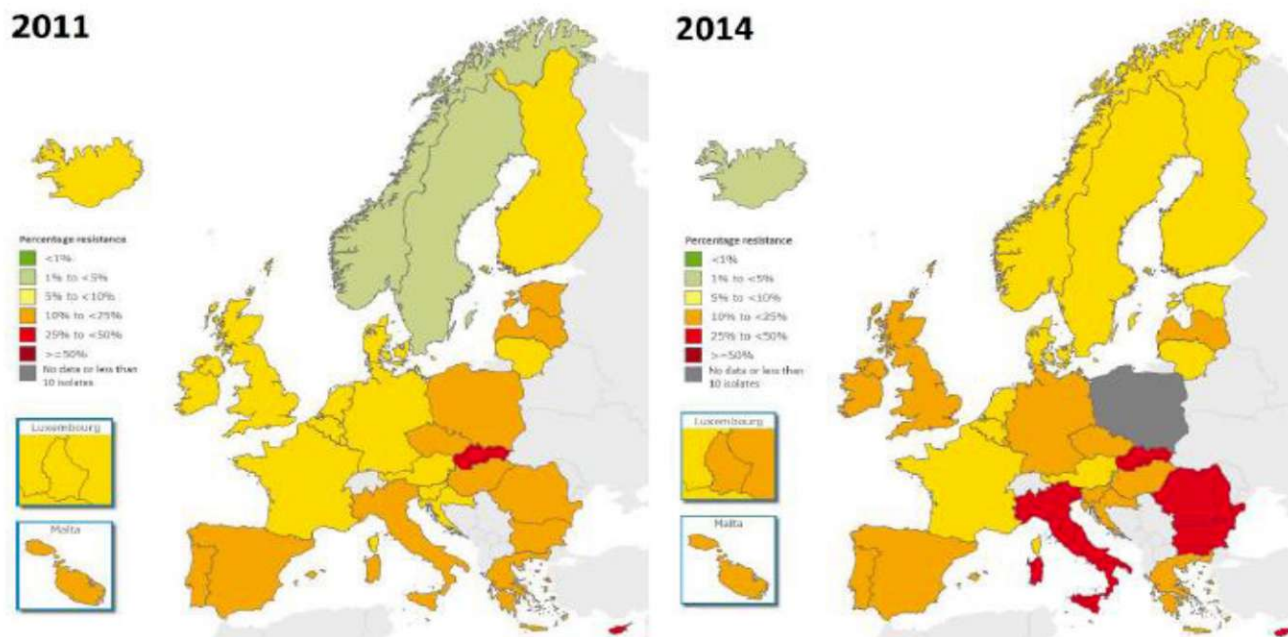 2011
Percentage resistance
<1%
1% to <5%
5% to <10%
10% to <25%
25% to <50%
>=50%
No data or less than
10 isolates
Luxembourg
Malta
2014
Percentage resistance
<1%
1% to <5%
5% to <10%
10% to <25%
25% to <50%
>=50%
No data or less than
10 isolates
Luxembourg
Malta